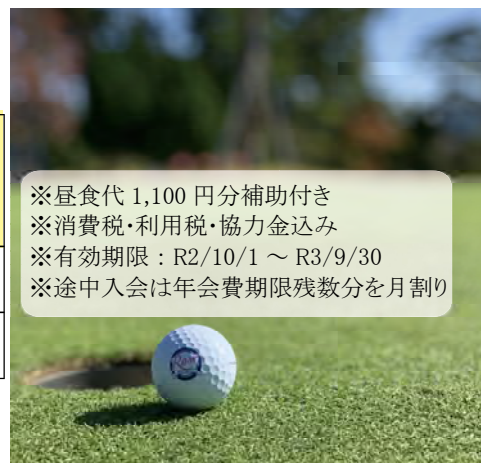 ※昼食代 1,100 円分補助付き
※消費税・利用税・協力金込み
※有効期限：R2/10/1 ～ R3/9/30
※途中入会は年会費期限残数分を月割り